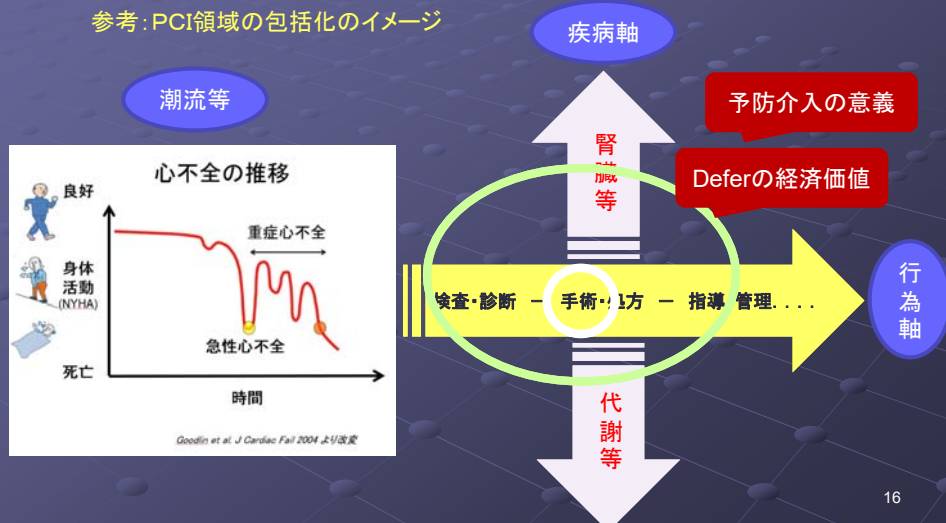 参考：PCI領域の包括化のイメージ
疾病軸
潮流等
予防介入の意義
Deferの経済価値
腎臓等
心不全の推移
良好
重症心不全
身体
活動
(NYHA)
急性心不全
死亡
時間
Goodlin et al. J Cardiac Fail 2004 より改変
検査・診断 － 手術・処方 － 指導 管理．．．．
行為軸
代謝等
16